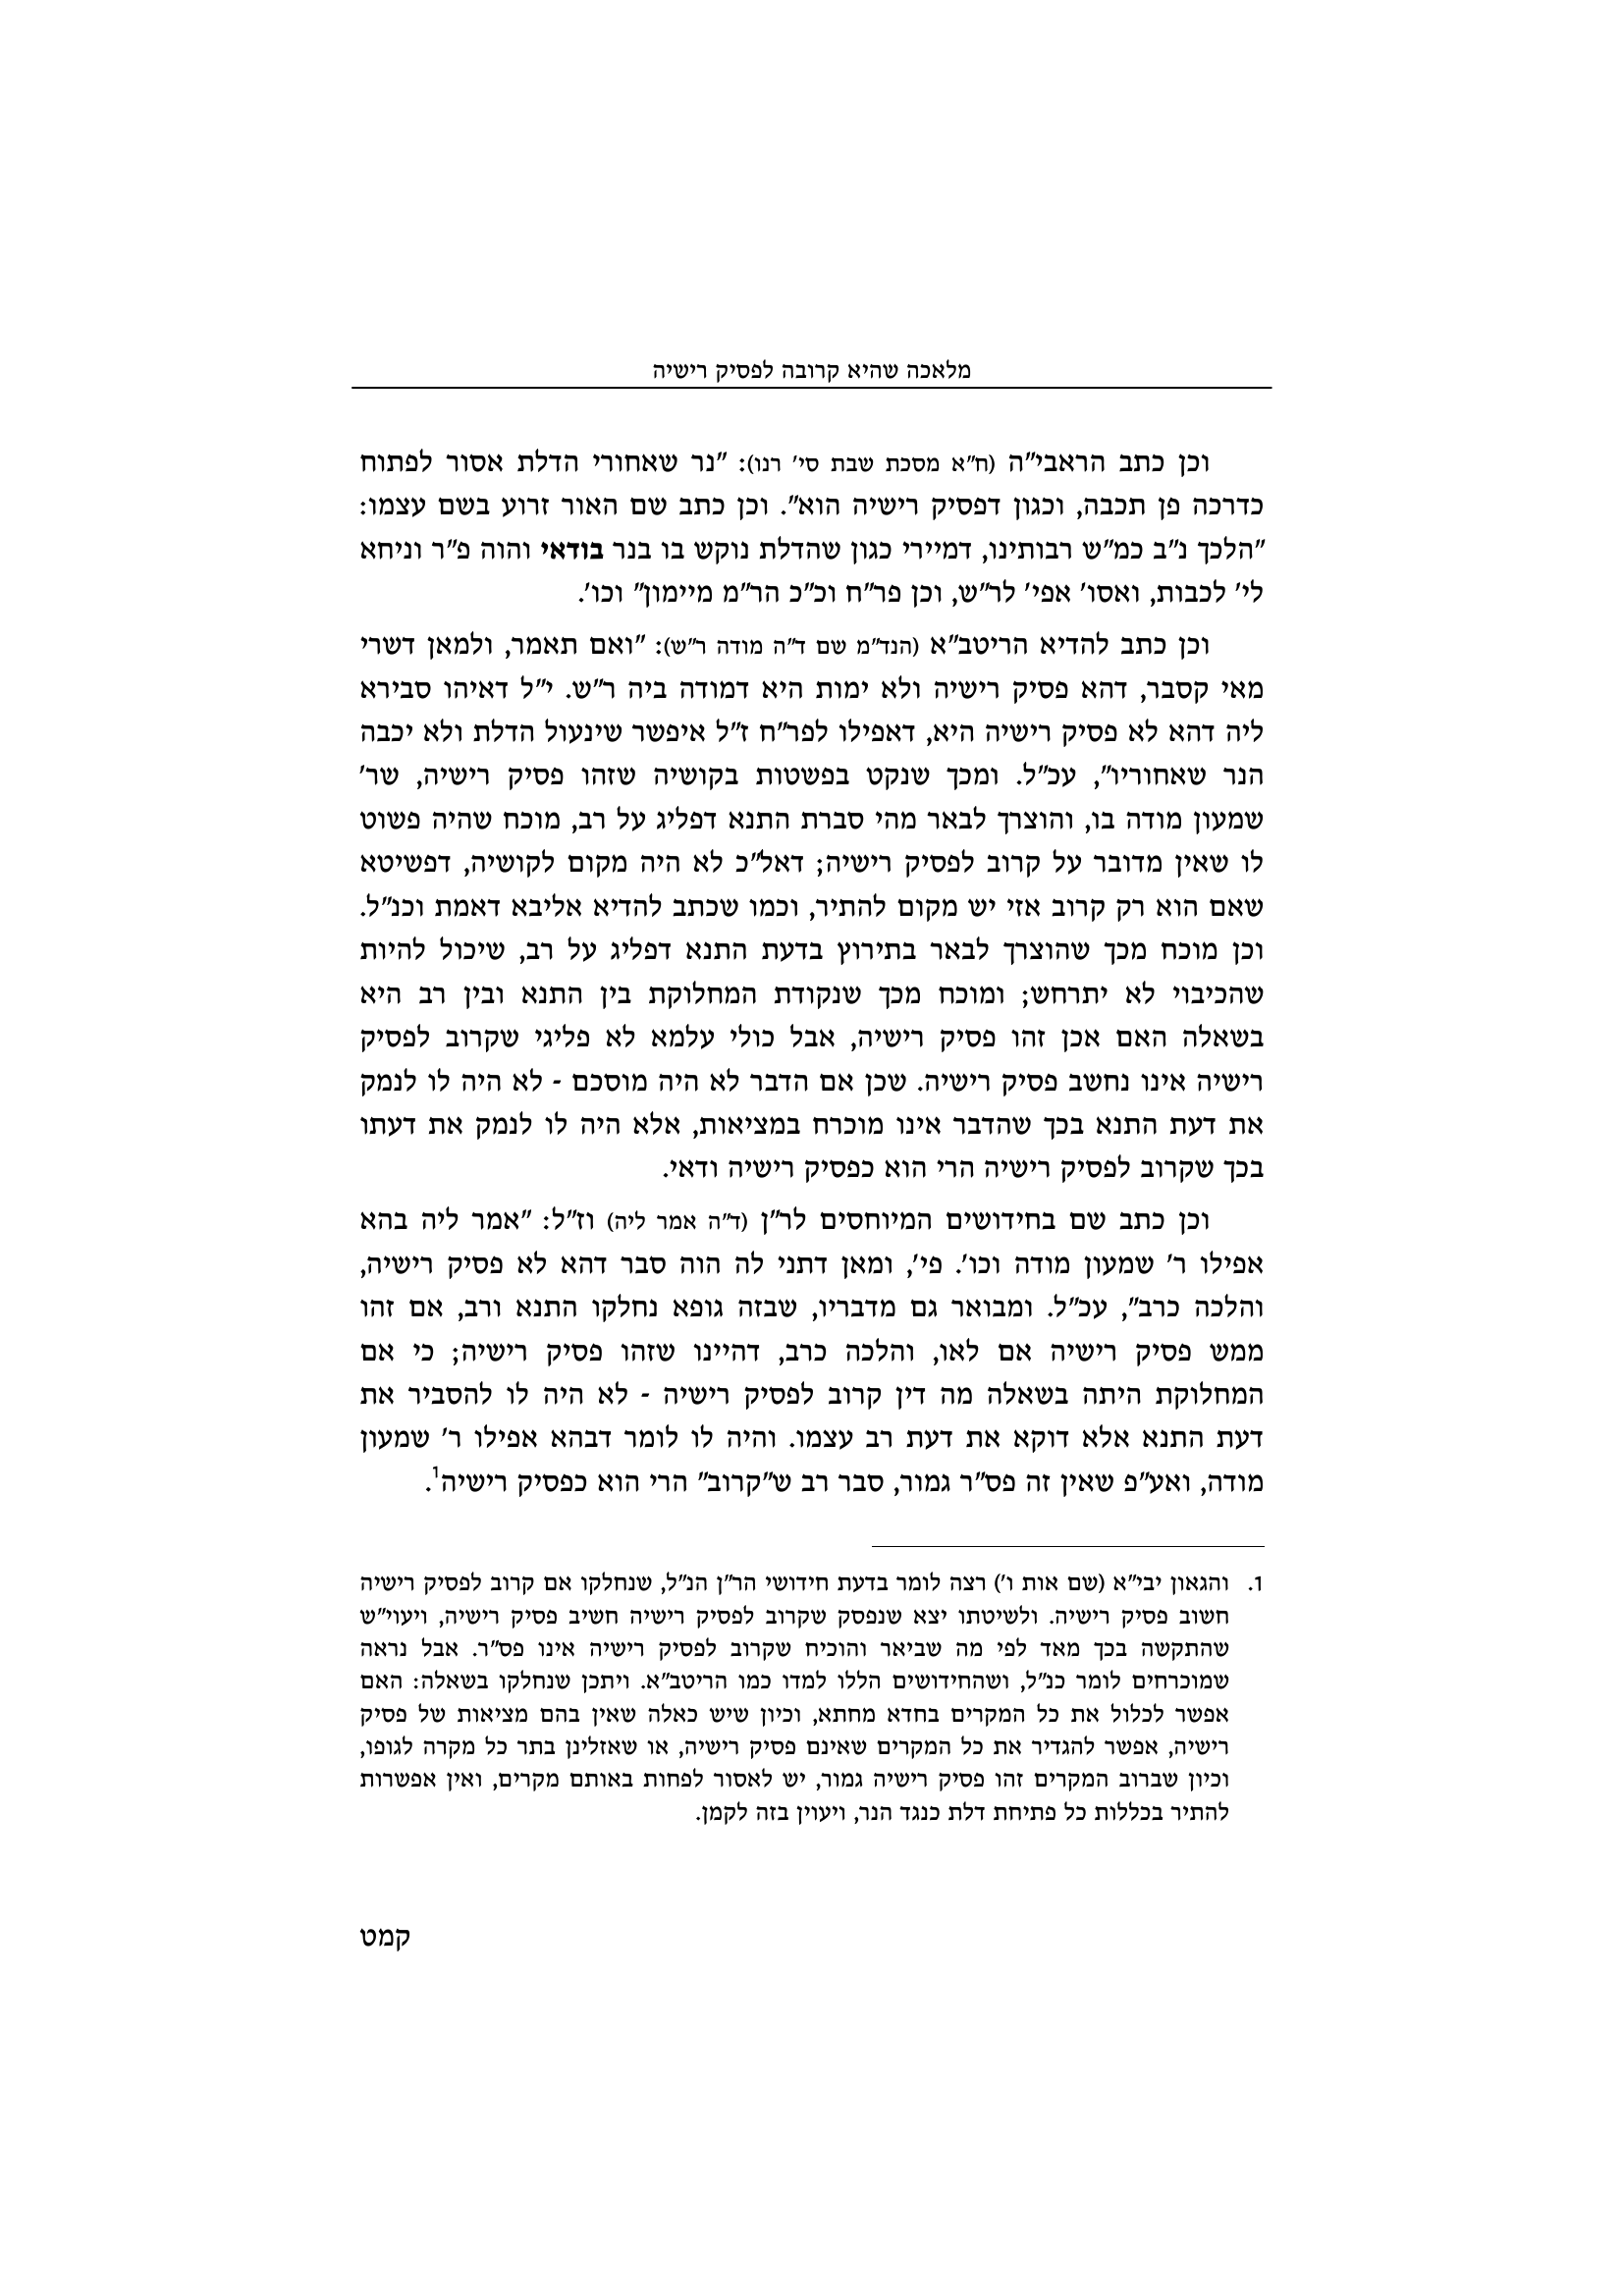 מלאכה שהיא קרובה לפסיק רישיה
וכן כתב הראבי"ה (ח"א מסכת שבת סי' רנו): "נר שאחורי הדלת אסור לפתוח
כדרכה פן תכבה, וכגון דפסיק רישיה הוא". וכן כתב שם האור זרוע בשם עצמו:
"הלכך נ"ב כמ"ש רבותינו, דמיירי כגון שהדלת נוקש בו בנר בודאי והוה פ"ר וניחא
לי' לכבות, ואסו' אפי' לר"ש, וכן פר"ח וכ"כ הר"מ מיימון" וכו'.
וכן כתב להדיא הריטב"א (הנד"מ שם ד"ה מודה ר"ש): "ואם תאמר, ולמאן דשרי
מאי קסבר, דהא פסיק רישיה ולא ימות היא דמודה ביה ר"ש. י"ל דאיהו סבירא
ליה דהא לא פסיק רישיה היא, דאפילו לפר"ח ז"ל איפשר שינעול הדלת ולא יכבה
הנר שאחוריו", עכ"ל. ומכך שנקט בפשטות בקושיה שזהו פסיק רישיה, שר'
שמעון מודה בו, והוצרך לבאר מהי סברת התנא דפליג על רב, מוכח שהיה פשוט
לו שאין מדובר על קרוב לפסיק רישיה; דאל"כ לא היה מקום לקושיה, דפשיטא
שאם הוא רק קרוב אזי יש מקום להתיר, וכמו שכתב להדיא אליבא דאמת וכנ"ל.
וכן מוכח מכך שהוצרך לבאר בתירוץ בדעת התנא דפליג על רב, שיכול להיות
שהכיבוי לא יתרחש; ומוכח מכך שנקודת המחלוקת בין התנא ובין רב היא
בשאלה האם אכן זהו פסיק רישיה, אבל כולי עלמא לא פליגי שקרוב לפסיק
רישיה אינו נחשב פסיק רישיה. שכן אם הדבר לא היה מוסכם - לא היה לו לנמק
את דעת התנא בכך שהדבר אינו מוכרח במציאות, אלא היה לו לנמק את דעתו
בכך שקרוב לפסיק רישיה הרי הוא כפסיק רישיה ודאי.
וכן כתב שם בחידושים המיוחסים לר"ן (ד"ה אמר ליה) וז"ל: "אמר ליה בהא
אפילו ר' שמעון מודה וכו'. פי', ומאן דתני לה הוה סבר דהא לא פסיק רישיה,
והלכה כרב", עכ"ל. ומבואר גם מדבריו, שבזה גופא נחלקו התנא ורב, אם זהו
ממש פסיק רישיה אם לאו, והלכה כרב, דהיינו שזהו פסיק רישיה; כי אם
המחלוקת היתה בשאלה מה דין קרוב לפסיק רישיה - לא היה לו להסביר את
דעת התנא אלא דוקא את דעת רב עצמו. והיה לו לומר דבהא אפילו ר' שמעון
מודה, ואע"פ שאין זה פס"ר גמור, סבר רב ש"קרוב" הרי הוא כפסיק רישיה1.
1. והגאון יבי"א (שם אות ו') רצה לומר בדעת חידושי הר"ן הנ"ל, שנחלקו אם קרוב לפסיק רישיה
חשוב פסיק רישיה. ולשיטתו יצא שנפסק שקרוב לפסיק רישיה חשיב פסיק רישיה, ויעוי"ש
שהתקשה בכך מאד לפי מה שביאר והוכיח שקרוב לפסיק רישיה אינו פס"ר. אבל נראה
שמוכרחים לומר כנ"ל, ושהחידושים הללו למדו כמו הריטב"א. ויתכן שנחלקו בשאלה: האם
אפשר לכלול את כל המקרים בחדא מחתא, וכיון שיש כאלה שאין בהם מציאות של פסיק
רישיה, אפשר להגדיר את כל המקרים שאינם פסיק רישיה, או שאזלינן בתר כל מקרה לגופו,
וכיון שברוב המקרים זהו פסיק רישיה גמור, יש לאסור לפחות באותם מקרים, ואין אפשרות
להתיר בכללות כל פתיחת דלת כנגד הנר, ויעוין בזה לקמן.
קמט